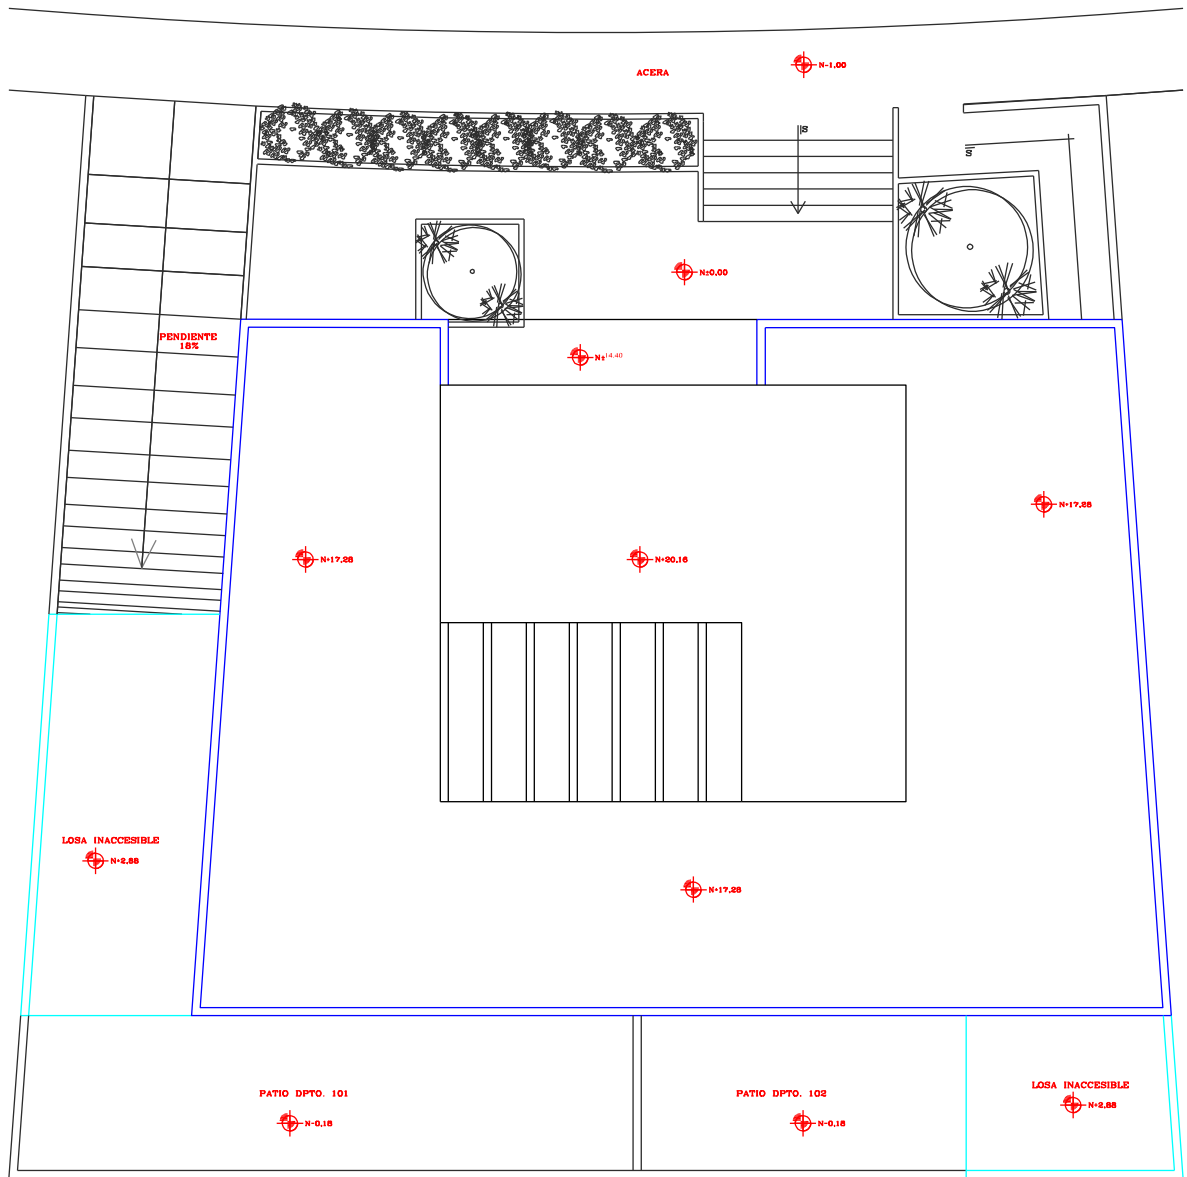 ACERA
N-1,00
S
S
N±0.00
PENDIENTE
18%
N±14.40
N+17,28
N+17,28
N+20,16
LOSA INACCESIBLE
N+2,88
N+17,28
PATIO DPTO. 101
N-0,18
PATIO DPTO. 102
N-0,18
LOSA INACCESIBLE
N+2,88